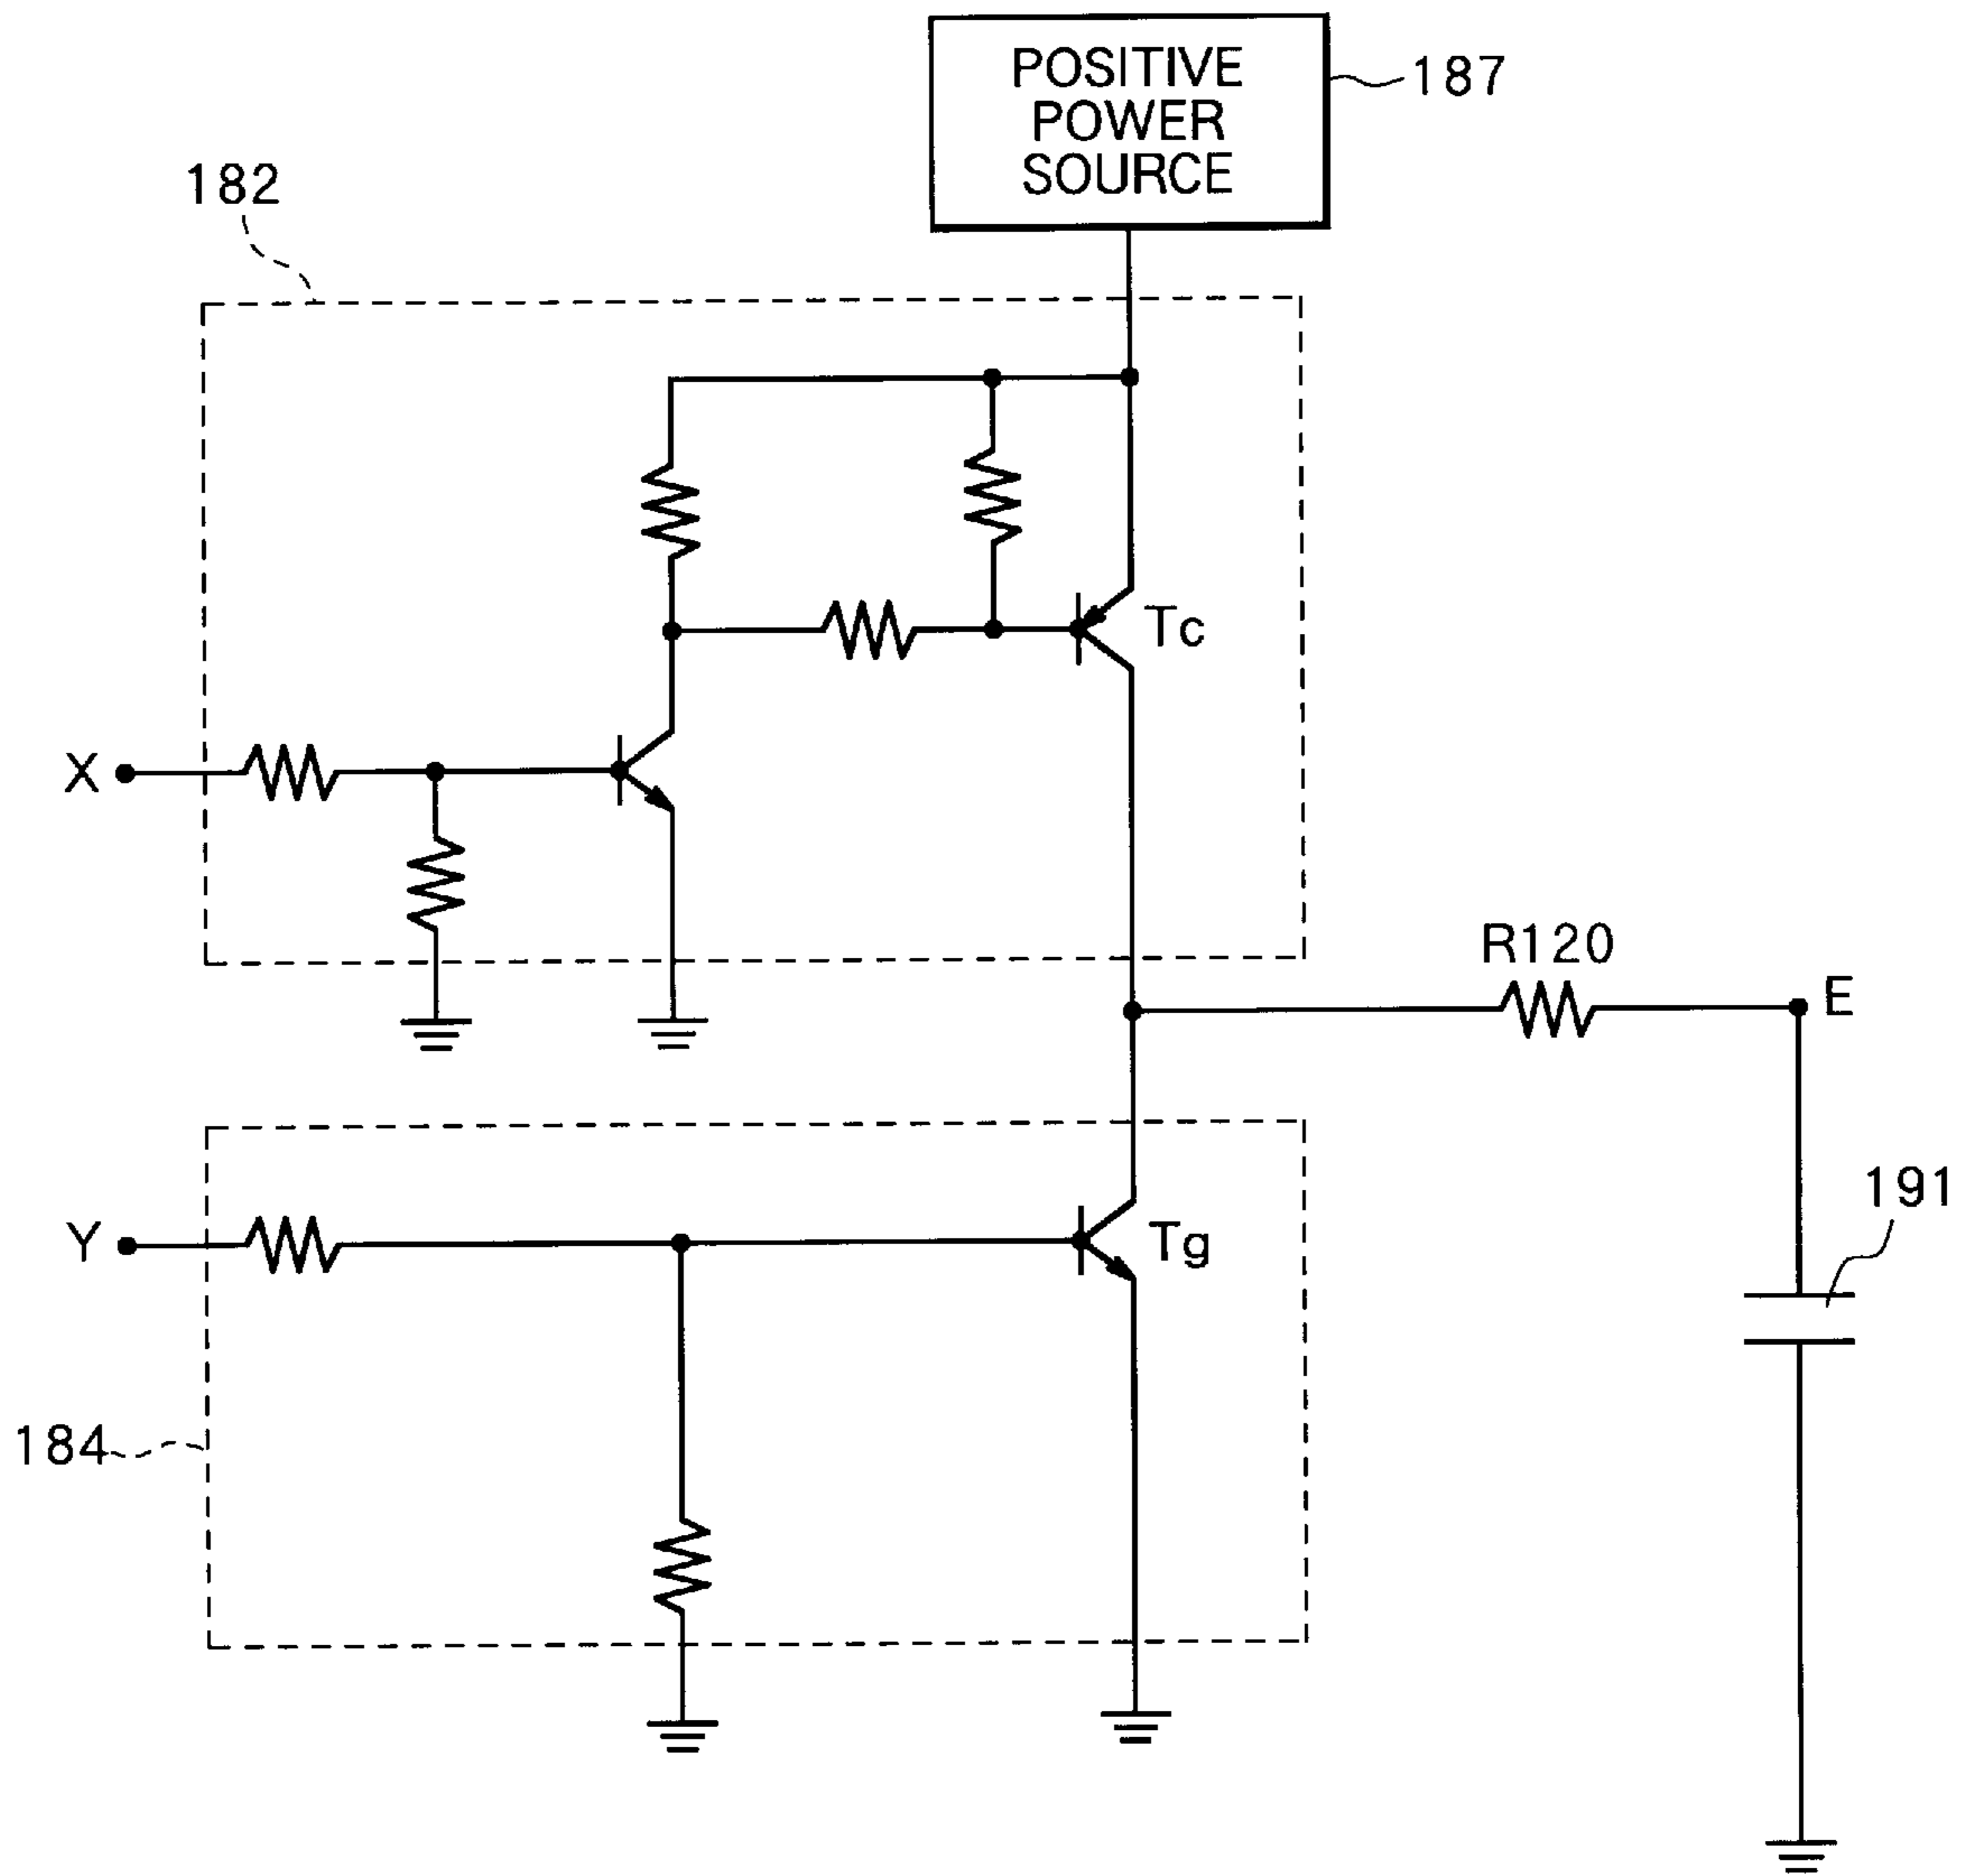 POSITIVE
POWER
SOURCE
187
182
Tc
X
R120
E
191
Y
Tg
184